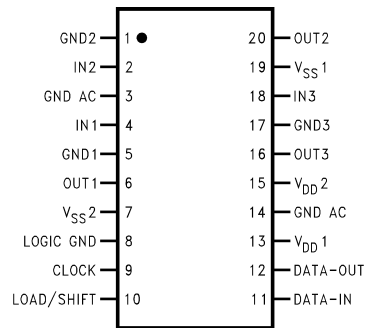 GND2 1 20 OUT2
IN2 2 19 VSS1
GND AC 3 18 IN3
IN1 4 17 GND3
GND1 5 16 OUT3
OUT1 6 15 VDD2
VSS2 7 14 GND AC
LOGIC GND 8 13 VDD1
CLOCK 9 12 DATA-OUT
LOAD/SHIFT 10 11 DATA-IN